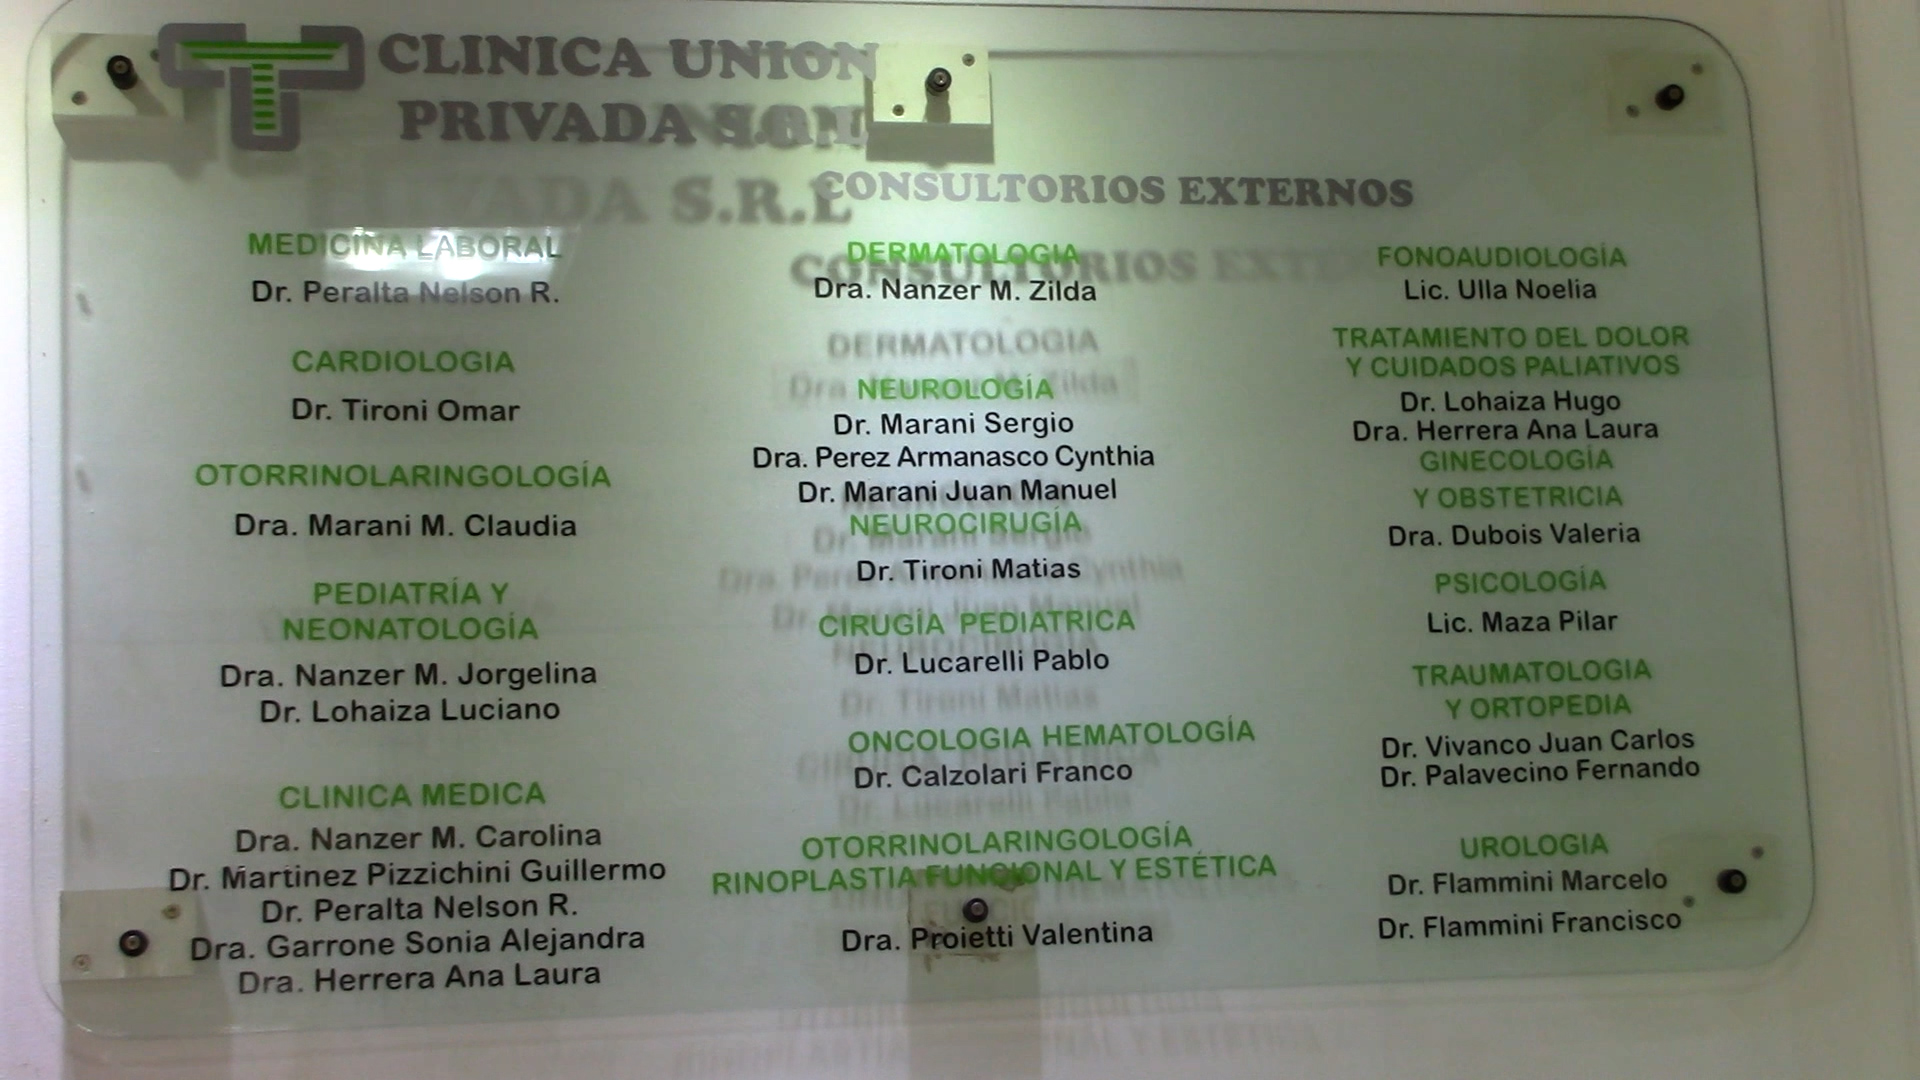 CLINICA UNION
PRIVADA S.R.L
CONSULTORIOS EXTERNOS
MEDICINA LABORAL
Dr. Peralta Nelson R.
CARDIOLOGIA
Dr. Tironi Omar
OTORRINOLARINGOLOGÍA
Dra. Marani M. Claudia
PEDIATRÍA Y
NEONATOLOGÍA
Dra. Nanzer M. Jorgelina
Dr. Lohaiza Luciano
CLINICA MEDICA
Dra. Nanzer M. Carolina
Dr. Martinez Pizzichini Guillermo
Dr. Peralta Nelson R.
Dra. Garrone Sonia Alejandra
Dra. Herrera Ana Laura
DERMATOLOGIA
Dra. Nanzer M. Zilda
NEUROLOGÍA
Dr. Marani Sergio
Dra. Perez Armanasco Cynthia
Dr. Marani Juan Manuel
NEUROCIRUGÍA
Dr. Tironi Matias
CIRUGÍA PEDIATRICA
Dr. Lucarelli Pablo
ONCOLOGIA HEMATOLOGÍA
Dr. Calzolari Franco
OTORRINOLARINGOLOGÍA
RINOPLASTIA FUNCIONAL Y ESTÉTICA
Dra. Proietti Valentina
FONOAUDIOLOGÍA
Lic. Ulla Noelia
TRATAMIENTO DEL DOLOR
Y CUIDADOS PALIATIVOS
Dr. Lohaiza Hugo
Dra. Herrera Ana Laura
GINECOLOGÍA
Y OBSTETRICIA
Dra. Dubois Valeria
PSICOLOGÍA
Lic. Maza Pilar
TRAUMATOLOGIA
Y ORTOPEDIA
Dr. Vivanco Juan Carlos
Dr. Palavecino Fernando
UROLOGIA
Dr. Flammini Marcelo
Dr. Flammini Francisco